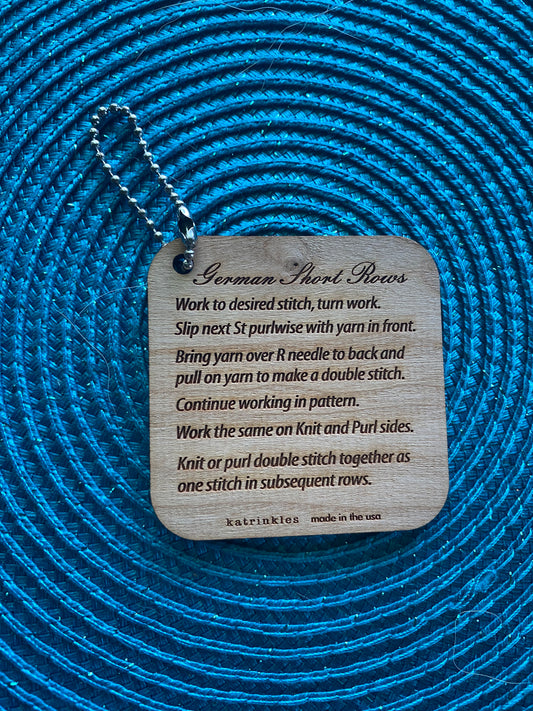 German Short Rows
Work to desired stitch, turn work.
Slip next St purlwise with yarn in front.
Bring yarn over R needle to back and
pull on yarn to make a double stitch.
Continue working in pattern.
Work the same on Knit and Purl sides.
Knit or purl double stitch together as
one stitch in subsequent rows.
katrinkles made in the usa